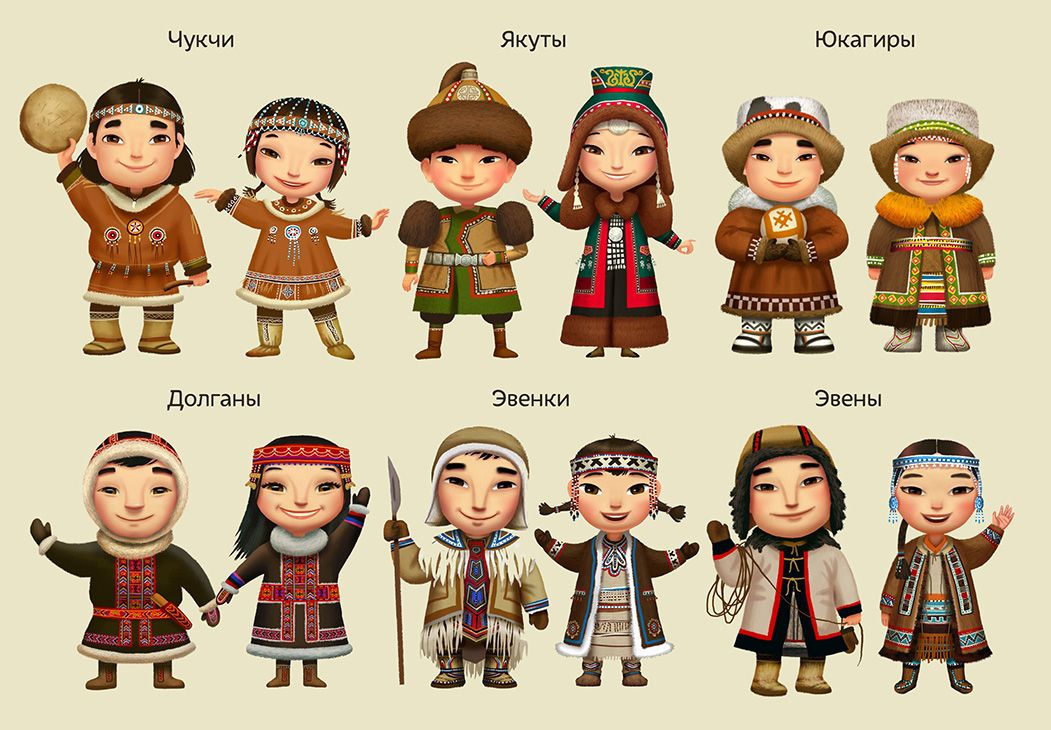 Чукчи
Якуты
Юкагиры
Долганы
Эвенки
Эвены